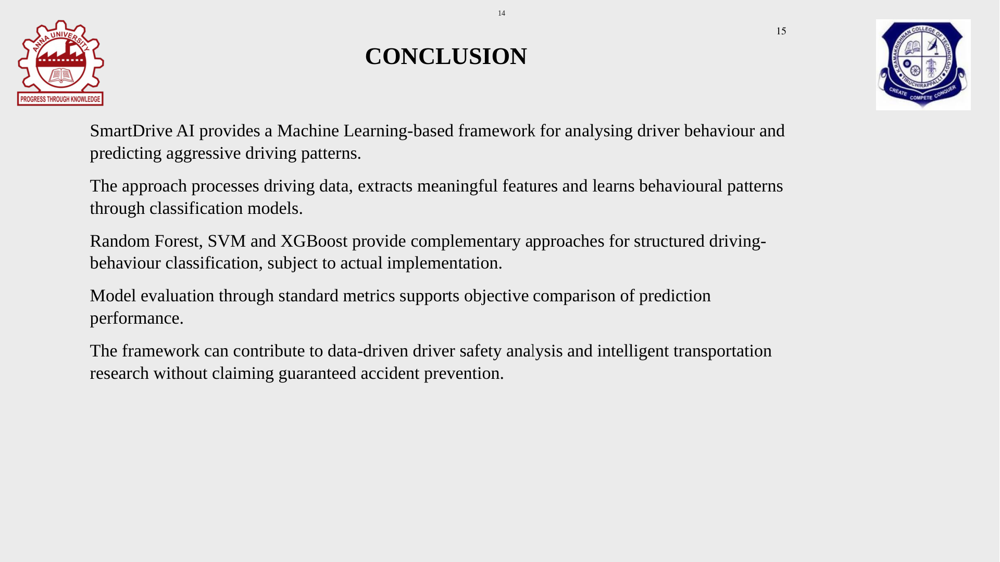 14
15
ANNA UNIVERSITY
PROGRESS THROUGH KNOWLEDGE
K.RAMAKRISHNAN COLLEGE OF TECHNOLOGY
TIRUCHIRAPPALLI
CREATE COMPETE CONQUER
CONCLUSION
SmartDrive AI provides a Machine Learning-based framework for analysing driver behaviour and
predicting aggressive driving patterns.
The approach processes driving data, extracts meaningful features and learns behavioural patterns
through classification models.
Random Forest, SVM and XGBoost provide complementary approaches for structured driving-
behaviour classification, subject to actual implementation.
Model evaluation through standard metrics supports objective comparison of prediction
performance.
The framework can contribute to data-driven driver safety analysis and intelligent transportation
research without claiming guaranteed accident prevention.